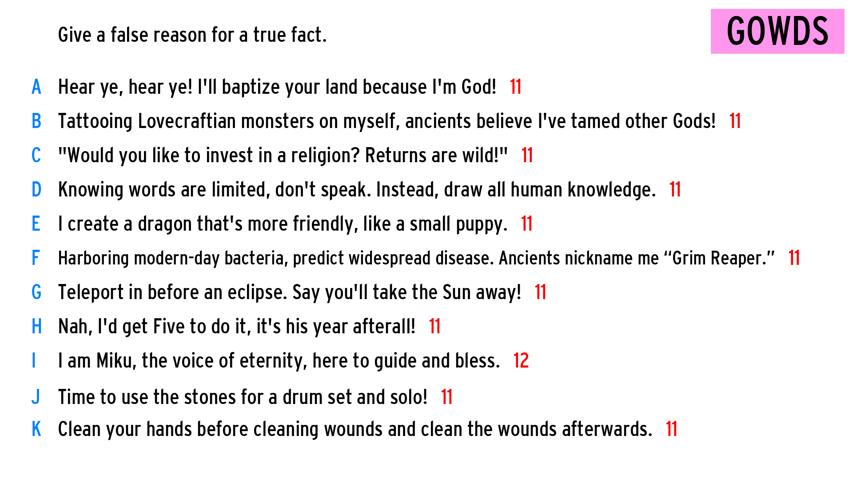 Give a false reason for a true fact.
GOWDS
A Hear ye, hear ye! I'll baptize your land because I'm God! 11
B Tattooing Lovecraftian monsters on myself, ancients believe I've tamed other Gods! 11
C "Would you like to invest in a religion? Returns are wild!" 11
D Knowing words are limited, don't speak. Instead, draw all human knowledge. 11
E I create a dragon that's more friendly, like a small puppy. 11
F Harboring modern-day bacteria, predict widespread disease. Ancients nickname me “Grim Reaper.” 11
G Teleport in before an eclipse. Say you'll take the Sun away! 11
H Nah, I'd get Five to do it, it's his year afterall! 11
I I am Miku, the voice of eternity, here to guide and bless. 12
J Time to use the stones for a drum set and solo! 11
K Clean your hands before cleaning wounds and clean the wounds afterwards. 11